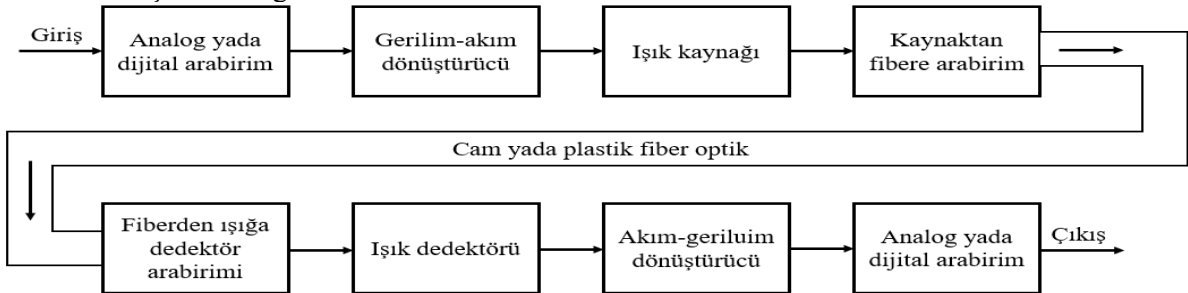 Giriş
Analog yada
dijital arabirim
Gerilim-akım
dönüştürücü
Işık kaynağı
Kaynaktan
fibere arabirim
Cam yada plastik fiber optik
Fiberden ışığa
dedektör
arabirimi
Işık dedektörü
Akım-geriluim
dönüştürücü
Analog yada
dijital arabirim
Çıkış